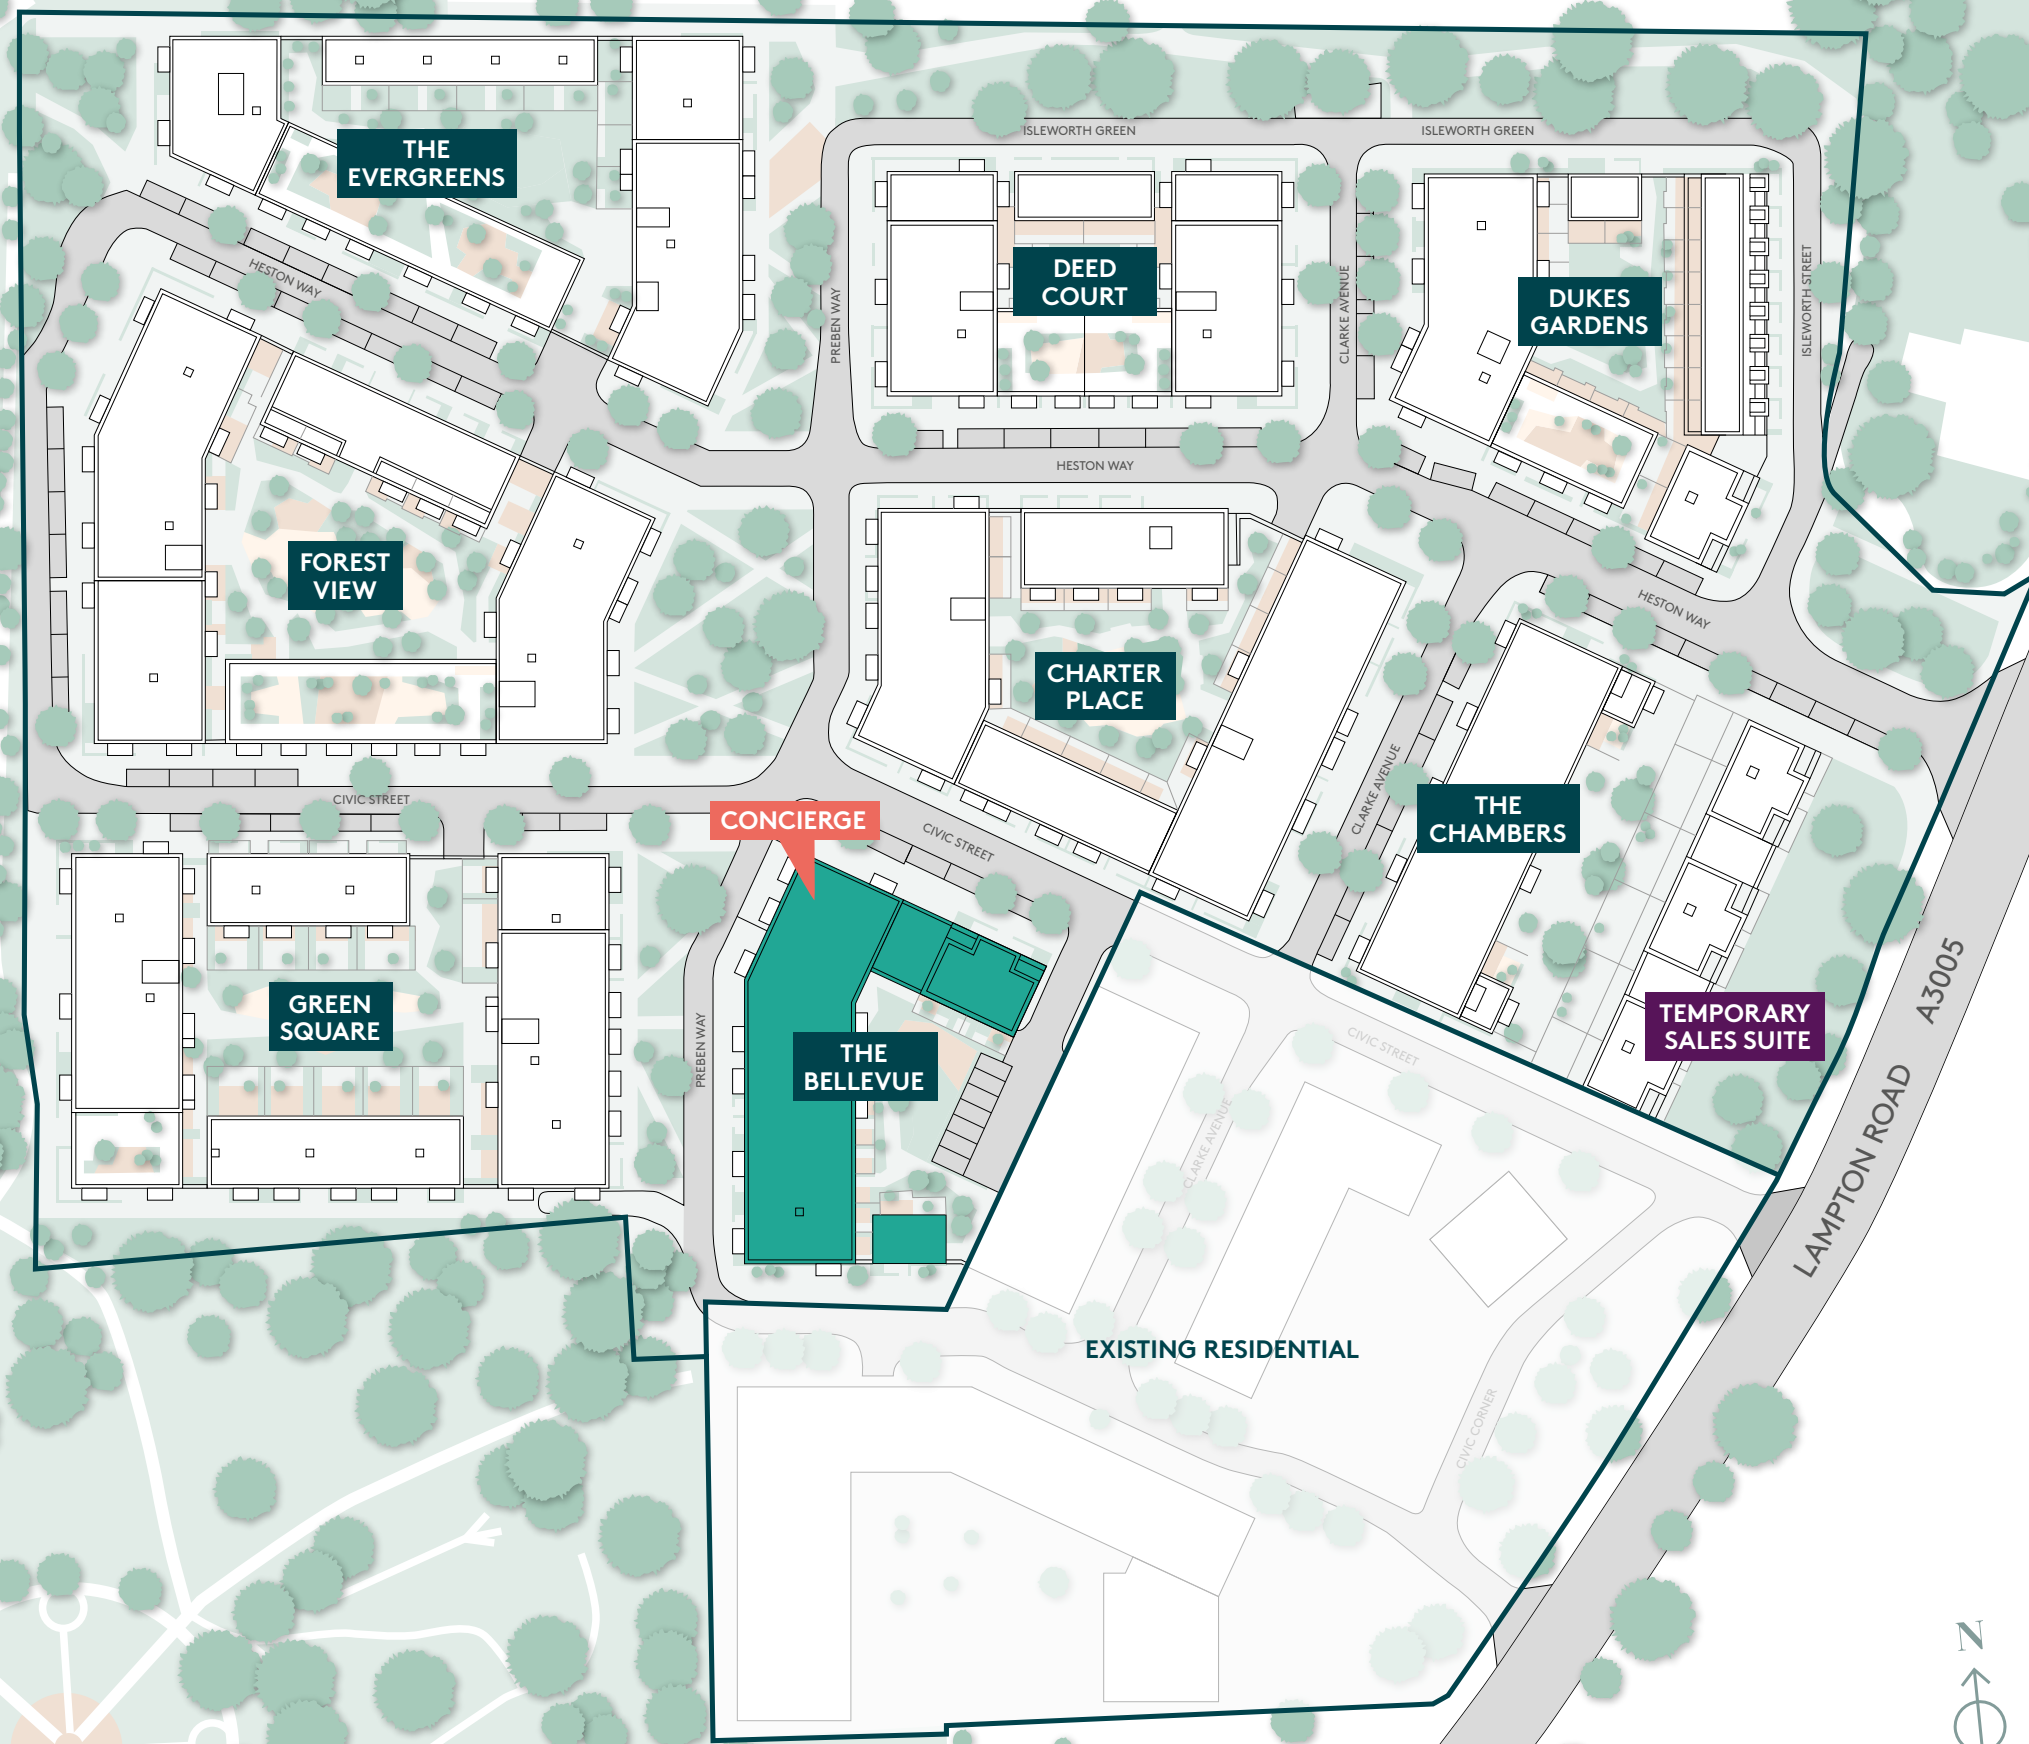 ISLEWORTH GREEN
ISLEWORTH GREEN
THE
EVERGREENS
HESTON WAY
DEED
COURT
PREBEN WAY
CLARKE AVENUE
DUKES
GARDENS
ISLEWORTH STREET
HESTON WAY
FOREST
VIEW
CHARTER
PLACE
HESTON WAY
CLARKE AVENUE
THE
CHAMBERS
CIVIC STREET
CONCIERGE
CIVIC STREET
GREEN
SQUARE
PREBEN WAY
THE
BELLEVUE
TEMPORARY
SALES SUITE
CIVIC STREET
CLARKE AVENUE
LAMPTON ROAD A3005
EXISTING RESIDENTIAL
CIVIC CORNER
N